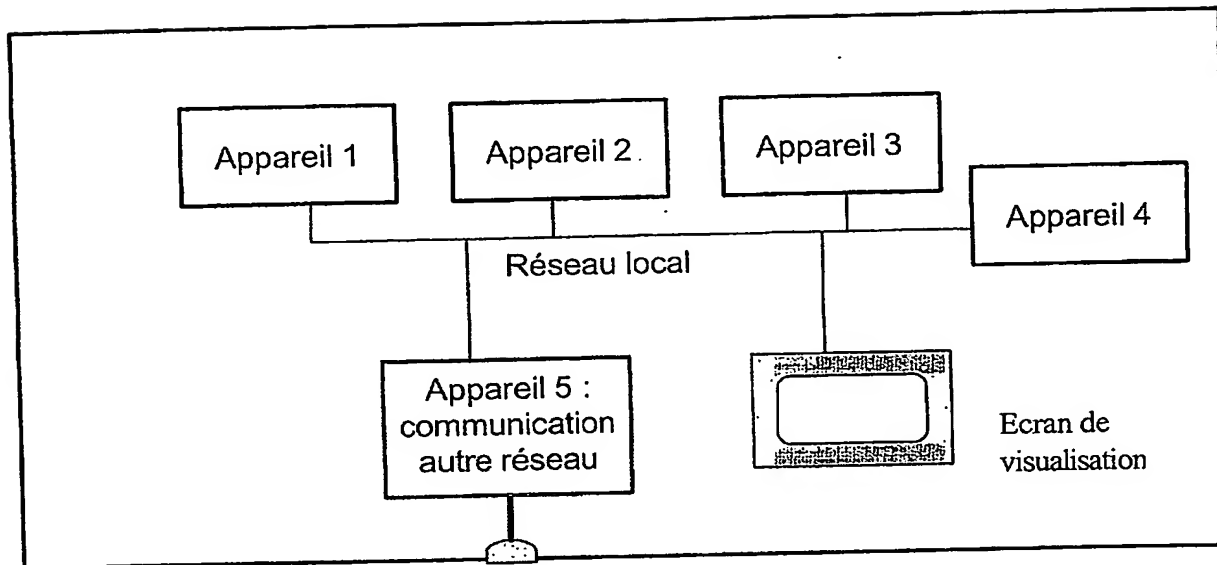 Appareil 1
Appareil 2
Appareil 3
Appareil 4
Réseau local
Appareil 5 :
communication
autre réseau
Ecran de
visualisation